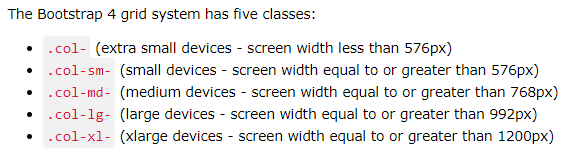 The Bootstrap 4 grid system has five classes:
• .col- (extra small devices - screen width less than 576px)
• .col-sm- (small devices - screen width equal to or greater than 576px)
• .col-md- (medium devices - screen width equal to or greater than 768px)
• .col-lg- (large devices - screen width equal to or greater than 992px)
• .col-xl- (xlarge devices - screen width equal to or greater than 1200px)